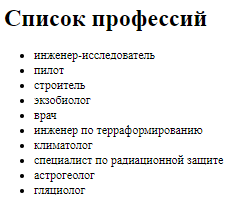 Список профессий
инженер-исследователь
пилот
строитель
экзобиолог
врач
инженер по терраформированию
климатолог
специалист по радиационной защите
астрогеолог
гляциолог